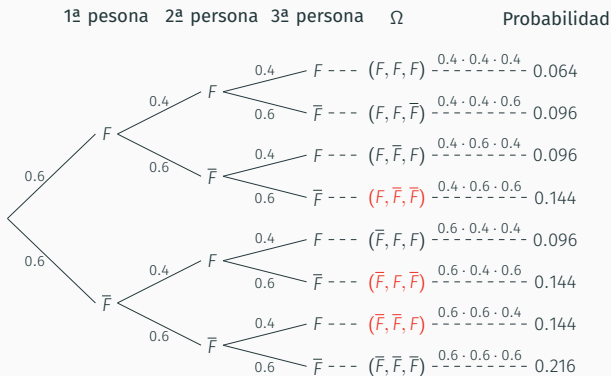 1ª pesona 2ª persona 3ª persona Ω Probabilidad
0.4 F (F, F, F) 0.4 · 0.4 · 0.4 0.064
0.4 F
0.6 F̅ (F, F, F̅) 0.4 · 0.4 · 0.6 0.096
0.6 F
0.4 F (F, F̅, F) 0.4 · 0.6 · 0.4 0.096
0.6 F̅
0.6 F̅ (F, F̅, F̅) 0.4 · 0.6 · 0.6 0.144
0.4 F (F̅, F, F) 0.6 · 0.4 · 0.4 0.096
0.4 F
0.6 F̅ (F̅, F, F̅) 0.6 · 0.4 · 0.6 0.144
0.6 F̅
0.4 F (F̅, F̅, F) 0.6 · 0.6 · 0.4 0.144
0.6 F̅
0.6 F̅ (F̅, F̅, F̅) 0.6 · 0.6 · 0.6 0.216